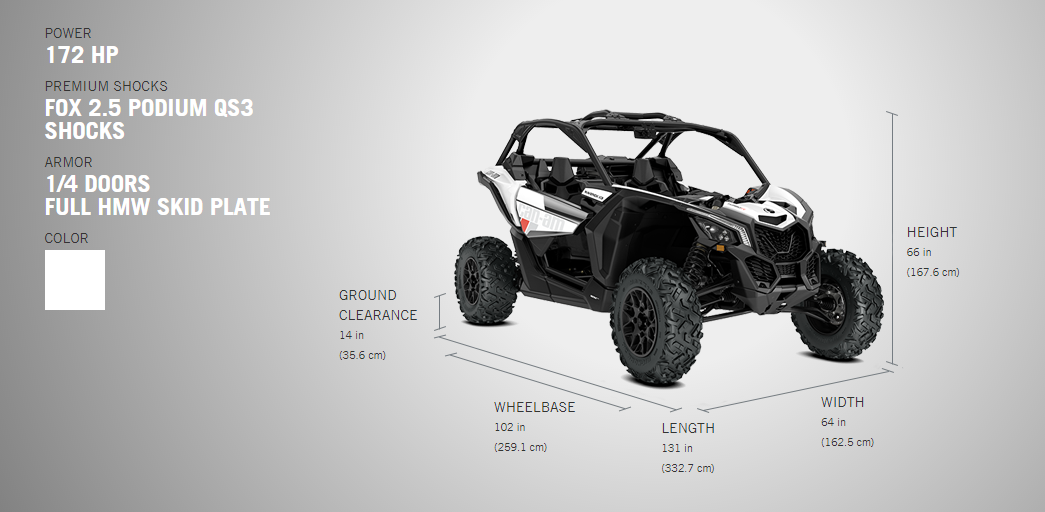 POWER
172 HP
PREMIUM SHOCKS
FOX 2.5 PODIUM QS3
SHOCKS
ARMOR
1/4 DOORS
FULL HMW SKID PLATE
COLOR
GROUND
CLEARANCE
14 in
(35.6 cm)
WHEELBASE
102 in
(259.1 cm)
LENGTH
131 in
(332.7 cm)
WIDTH
64 in
(162.5 cm)
HEIGHT
66 in
(167.6 cm)
can-am